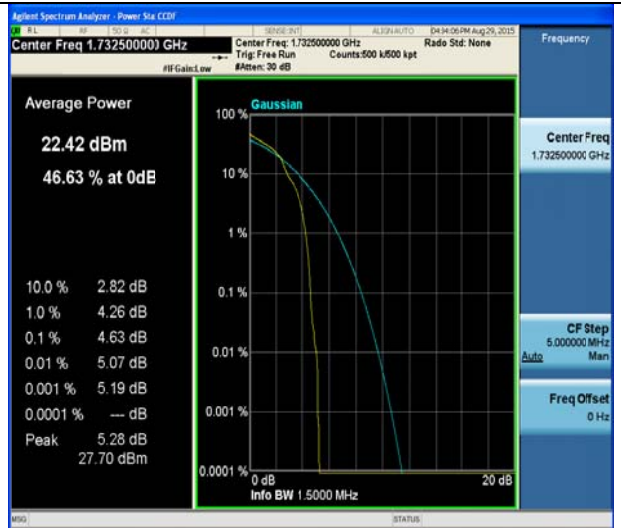 Agilent Spectrum Analyzer - Power Stat CCDF
RL RF 50 Ω AC SENSE:INT ALIGN AUTO 04:34:06 PM Aug 29, 2015
Center Freq 1.732500000 GHz
Center Freq: 1.732500000 GHz Radio Std: None
Trig: Free Run Counts:500 k/500 kpt
#IFGain:Low #Atten: 30 dB
Frequency
Average Power
22.42 dBm
46.63 % at 0dB
10.0 % 2.82 dB
1.0 % 4.26 dB
0.1 % 4.63 dB
0.01 % 5.07 dB
0.001 % 5.19 dB
0.0001 % --- dB
Peak 5.28 dB
27.70 dBm
Gaussian
100 %
10 %
1 %
0.1 %
0.01 %
0.001 %
0.0001 %
0 dB 20 dB
Info BW 1.5000 MHz
Center Freq
1.732500000 GHz
CF Step
5.000000 MHz
Auto Man
Freq Offset
0 Hz
MSG STATUS